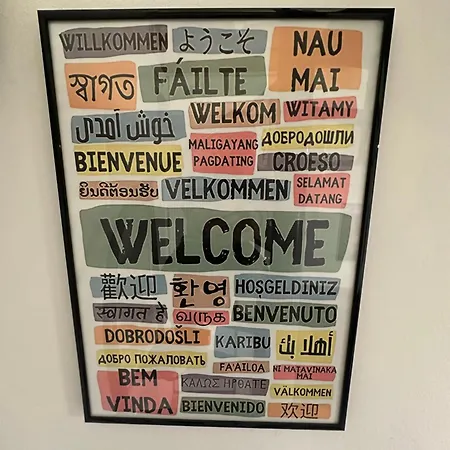 WILLKOMMEN
ようこそ
NAU
MAI
স্বাগত
FÁILTE
WELKOM
WITAMY
خوش آمدی
MALIGAYANG
PAGDATING
ДОБРОДОШЛИ
BIENVENUE
CROESO
ຍິນດີຕ້ອນຮັບ
VELKOMMEN
SELAMAT
DATANG
WELCOME
歡迎
환영
HOŞGELDINIZ
स्वागत हैं
வருக
BENVENUTO
DOBRODOŠLI
KARIBU
أهلا بك
ДОБРО ПОЖАЛОВАТЬ
FA'AILOA
NI MATAVINAKA
MAI
BEM
VINDA
ΚΑΛΩΣ ΗΡΘΑΤΕ
VÄLKOMMEN
BIENVENIDO
欢迎